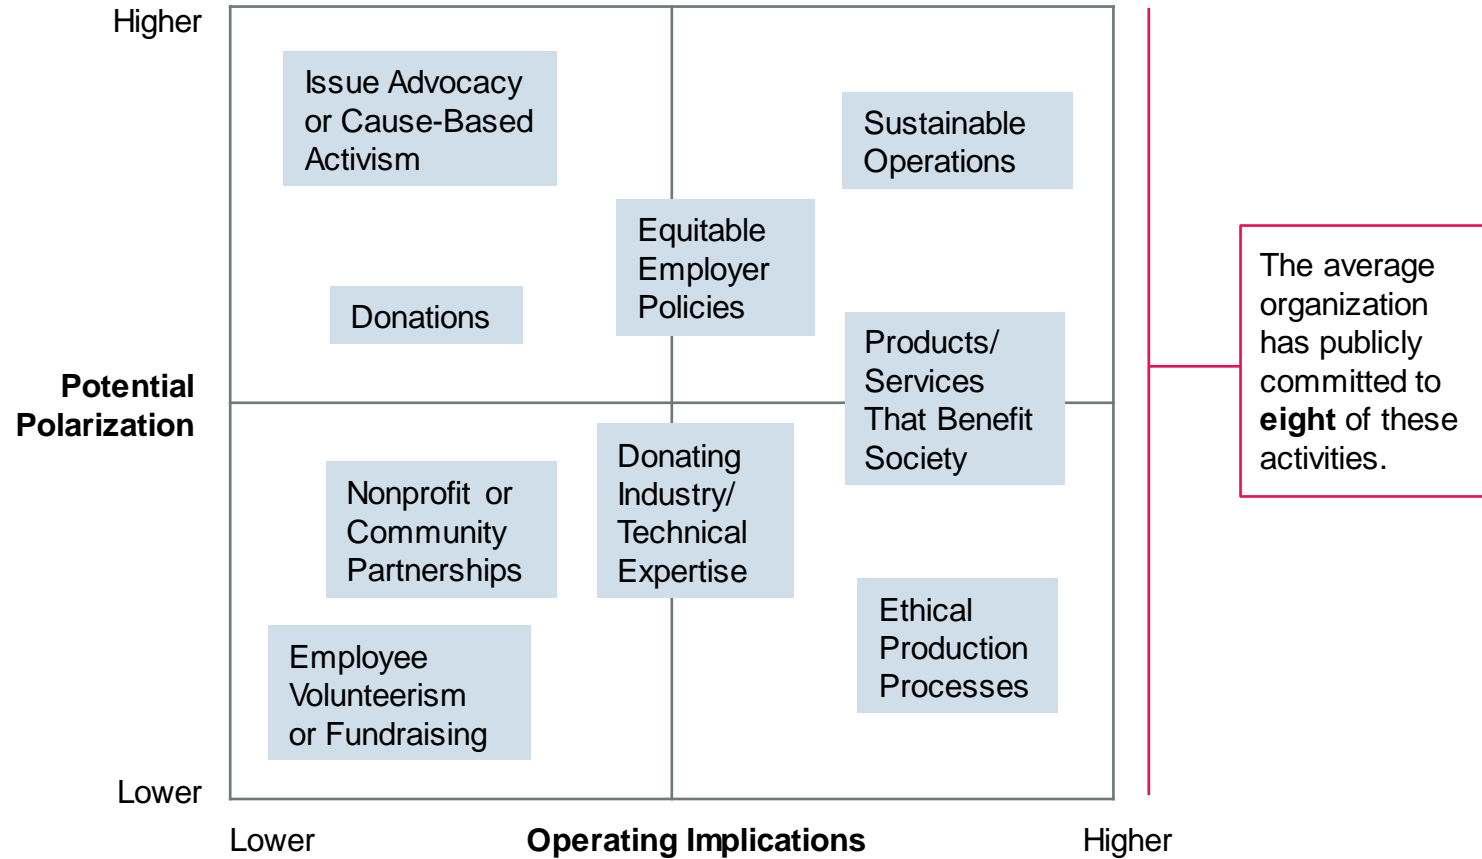 Higher
Issue Advocacy
or Cause-Based
Activism
Sustainable
Operations
Equitable
Employer
Policies
Donations
Products/
Services
That Benefit
Society
Potential
Polarization
Nonprofit or
Community
Partnerships
Donating
Industry/
Technical
Expertise
Ethical
Production
Processes
Employee
Volunteerism
or Fundraising
Lower
Lower
Operating Implications
Higher
The average
organization
has publicly
committed to
eight of these
activities.